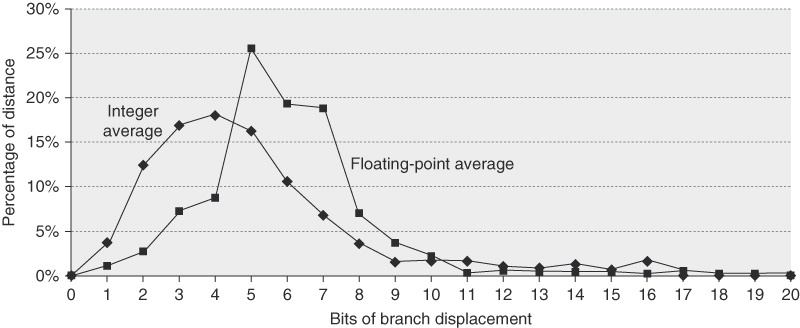 30%
25%
20%
15%
10%
5%
0%
Percentage of distance
Integer
average
Floating-point average
0 1 2 3 4 5 6 7 8 9 10 11 12 13 14 15 16 17 18 19 20
Bits of branch displacement